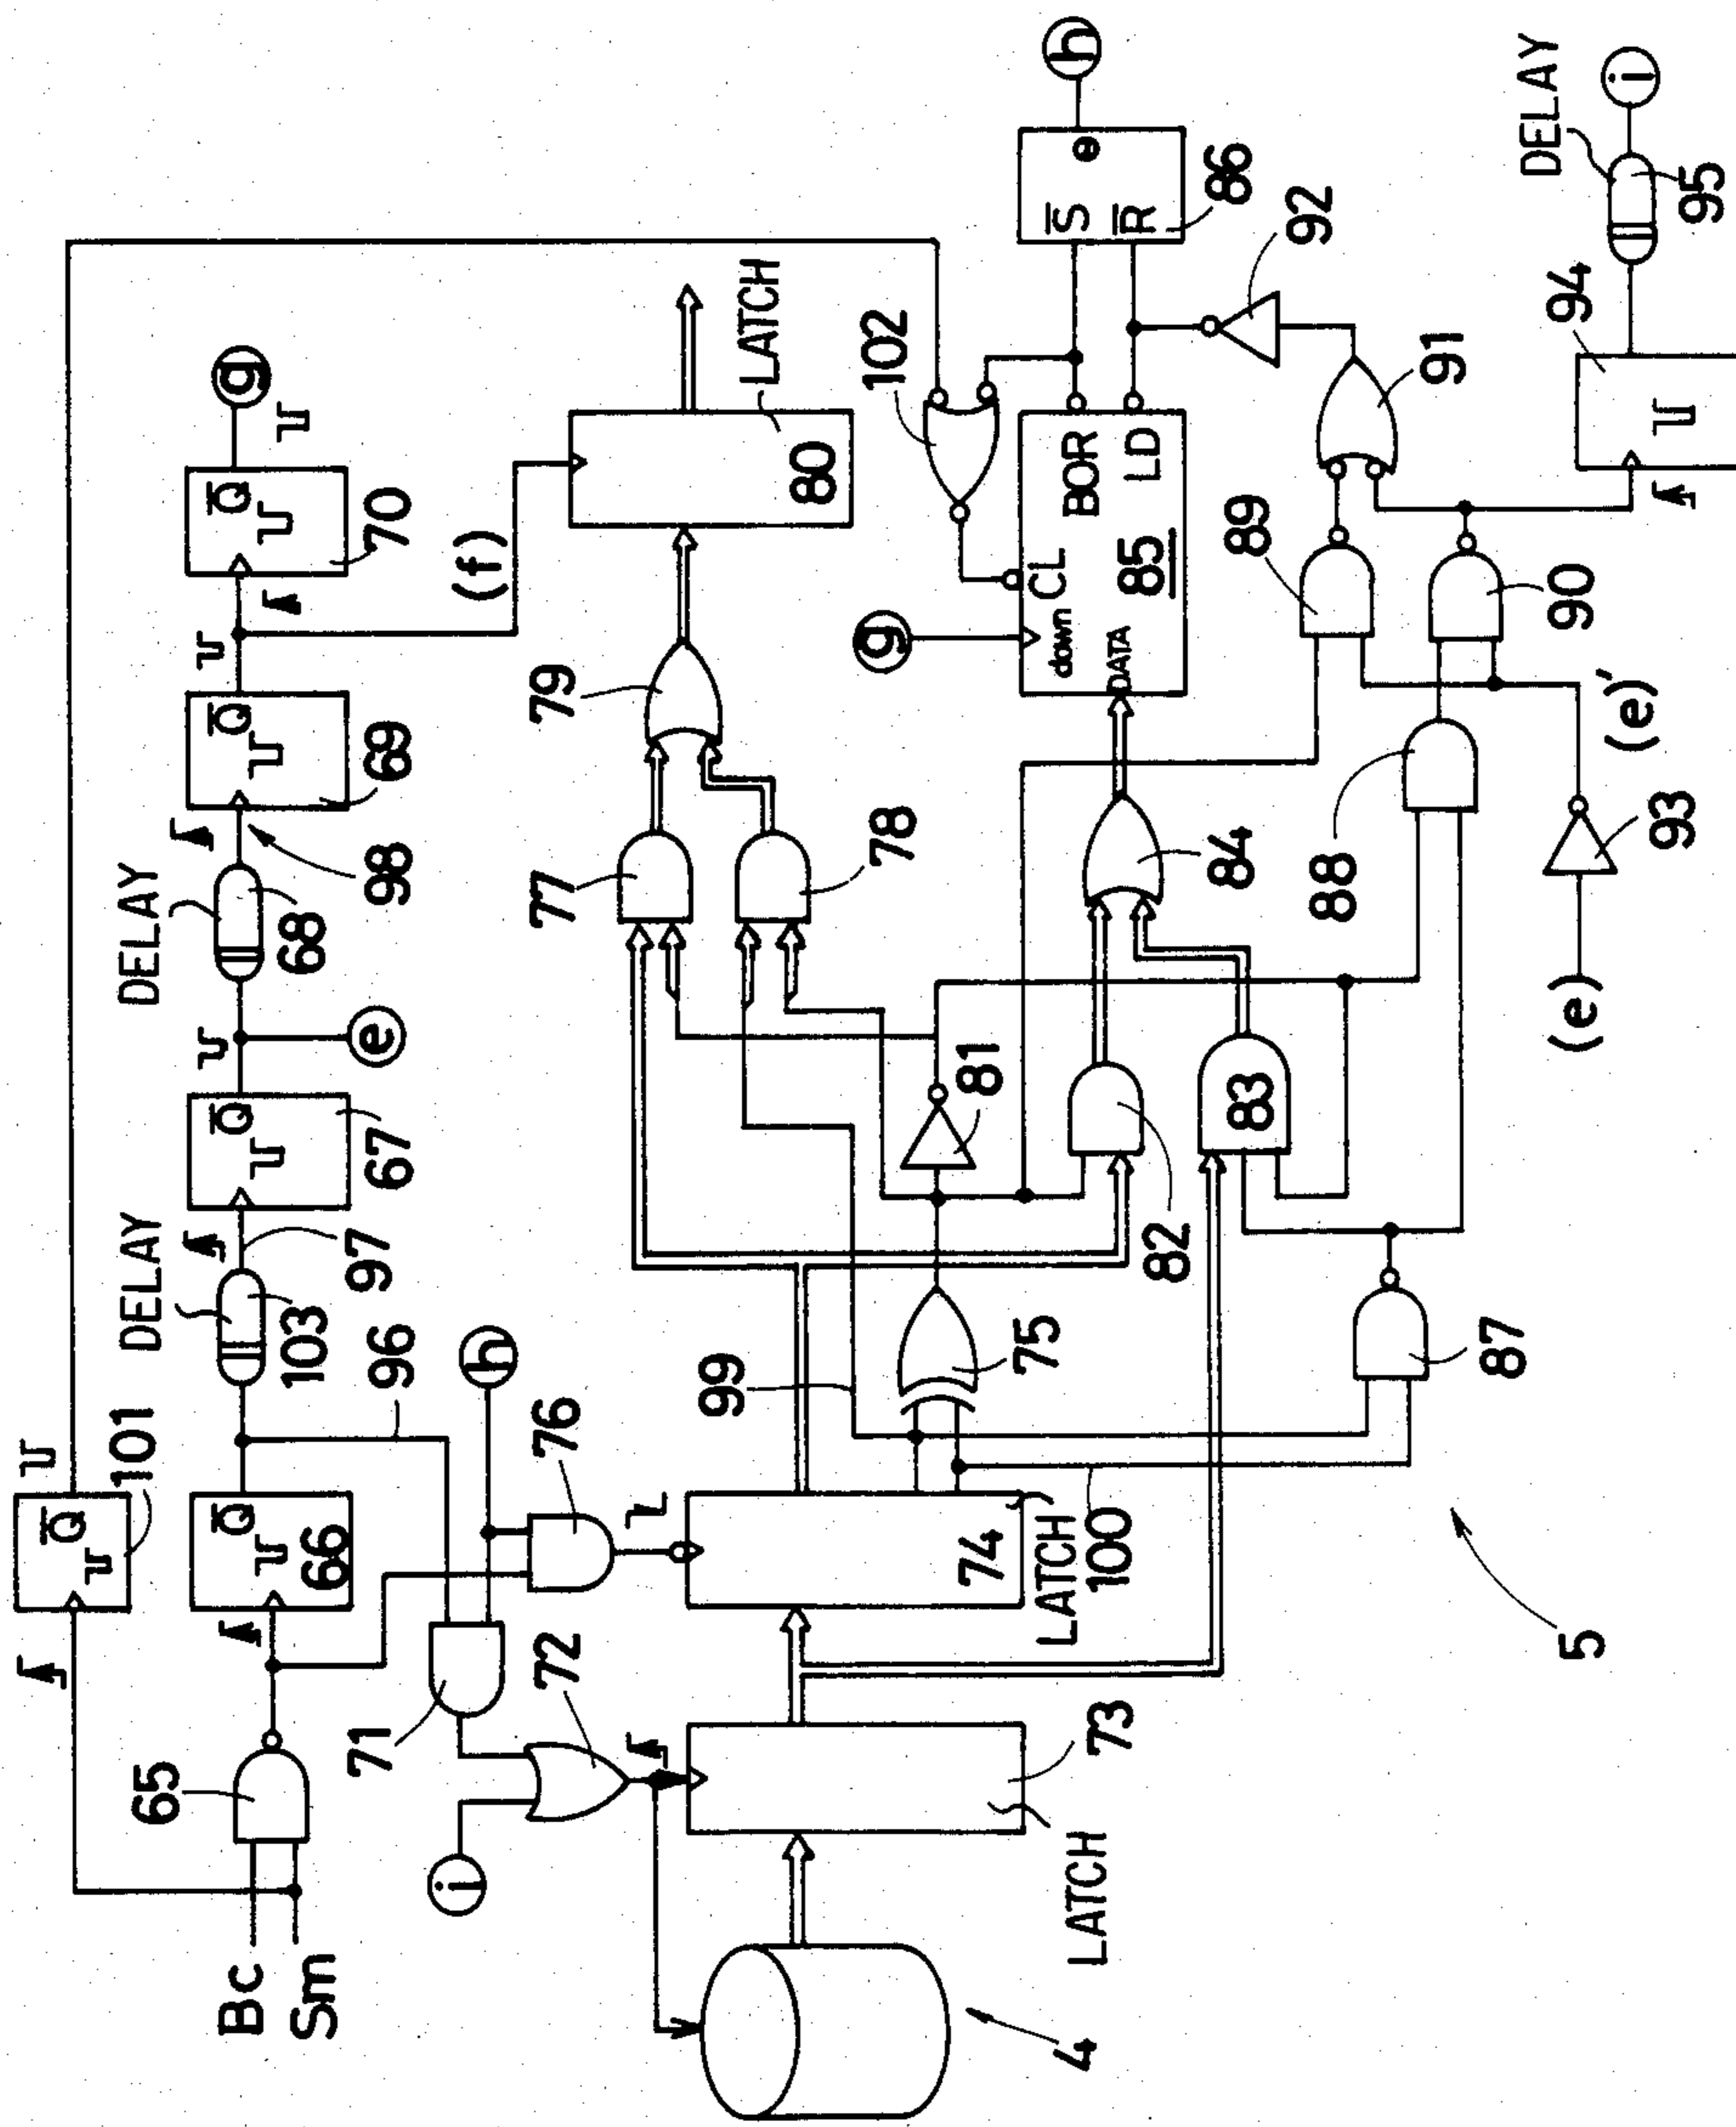 Bc
Sm
65
101
Q
66
Q
DELAY
103
96
97
67
Q
e
DELAY
68
98
69
Q
(f)
70
Q
g
i
71
72
h
76
4
LATCH
73
LATCH
74
100
99
75
77
78
79
80
LATCH
81
82
83
84
g
down
CL
DATA
85
BOR
LD
102
S
R
e
86
h
87
88
(e)
93
(e)'
89
90
91
92
94
DELAY
95
i
5